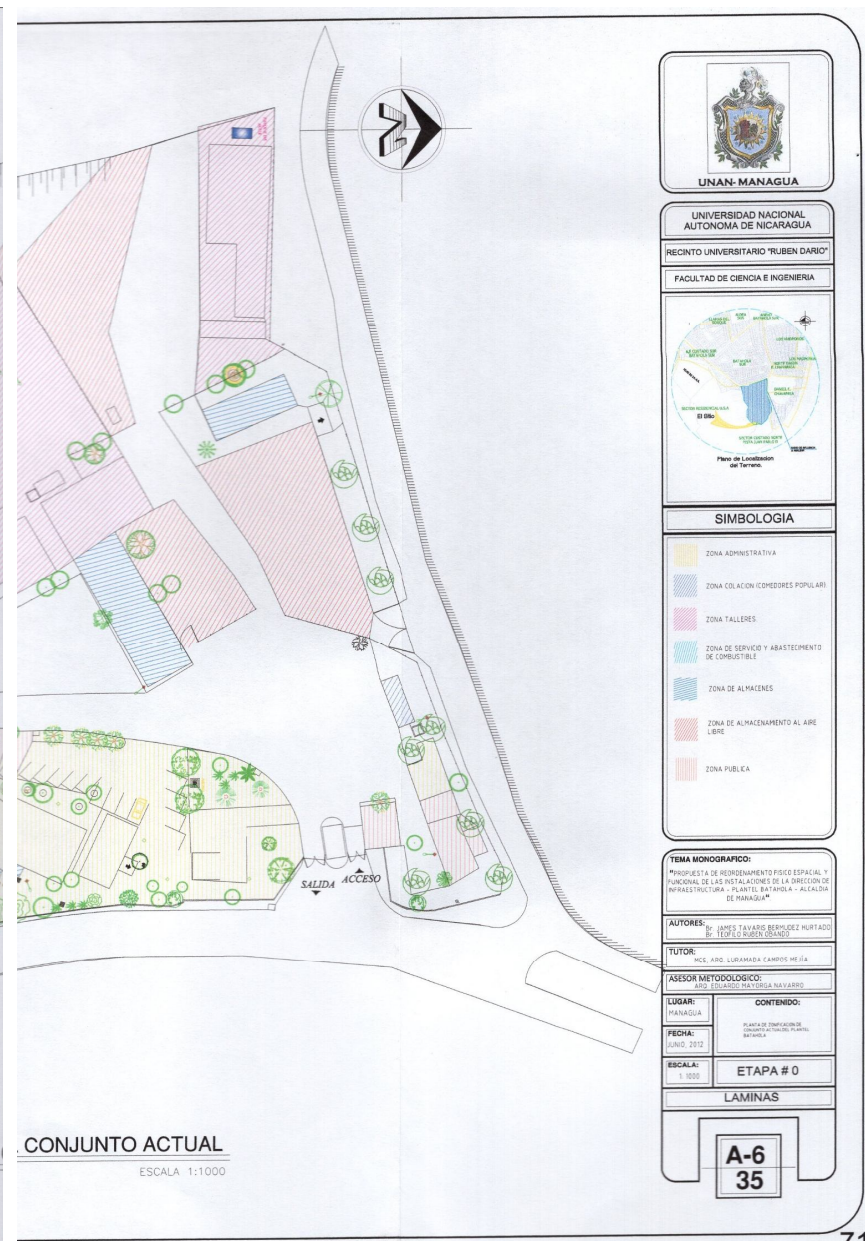 SALIDA
ACCESO
CONJUNTO ACTUAL
ESCALA 1:1000
UNAN-MANAGUA
UNIVERSIDAD NACIONAL
AUTONOMA DE NICARAGUA
RECINTO UNIVERSITARIO "RUBEN DARIO"
FACULTAD DE CIENCIA E INGENIERIA
BATAHOLA
SUR
El Sitio
Plano de Localizacion
del Terreno.
SIMBOLOGIA
ZONA ADMINISTRATIVA
ZONA COLACION (COMEDORES POPULAR)
ZONA TALLERES
ZONA DE SERVICIO Y ABASTECIMIENTO
DE COMBUSTIBLE
ZONA DE ALMACENES
ZONA DE ALMACENAMIENTO AL AIRE
LIBRE
ZONA PUBLICA
TEMA MONOGRAFICO:
"PROPUESTA DE REORDENAMIENTO FISICO ESPACIAL Y
FUNCIONAL DE LAS INSTALACIONES DE LA DIRECCION DE
INFRAESTRUCTURA - PLANTEL BATAHOLA - ALCALDIA
DE MANAGUA"
AUTORES:
Br. JAMES TAVARIS BERMUDEZ HURTADO
Br. TEOFILO RUBEN OBANDO
TUTOR:
MCS. ARQ. LURAMADA CAMPOS MEJÍA
ASESOR METODOLOGICO:
ARQ. EDUARDO MAYORGA NAVARRO
LUGAR:
MANAGUA
CONTENIDO:
PLANTA DE ZONIFICACION DE
CONJUNTO ACTUAL DEL PLANTEL
BATAHOLA
FECHA:
JUNIO, 2012
ESCALA:
1: 1000
ETAPA # 0
LAMINAS
A-6
35